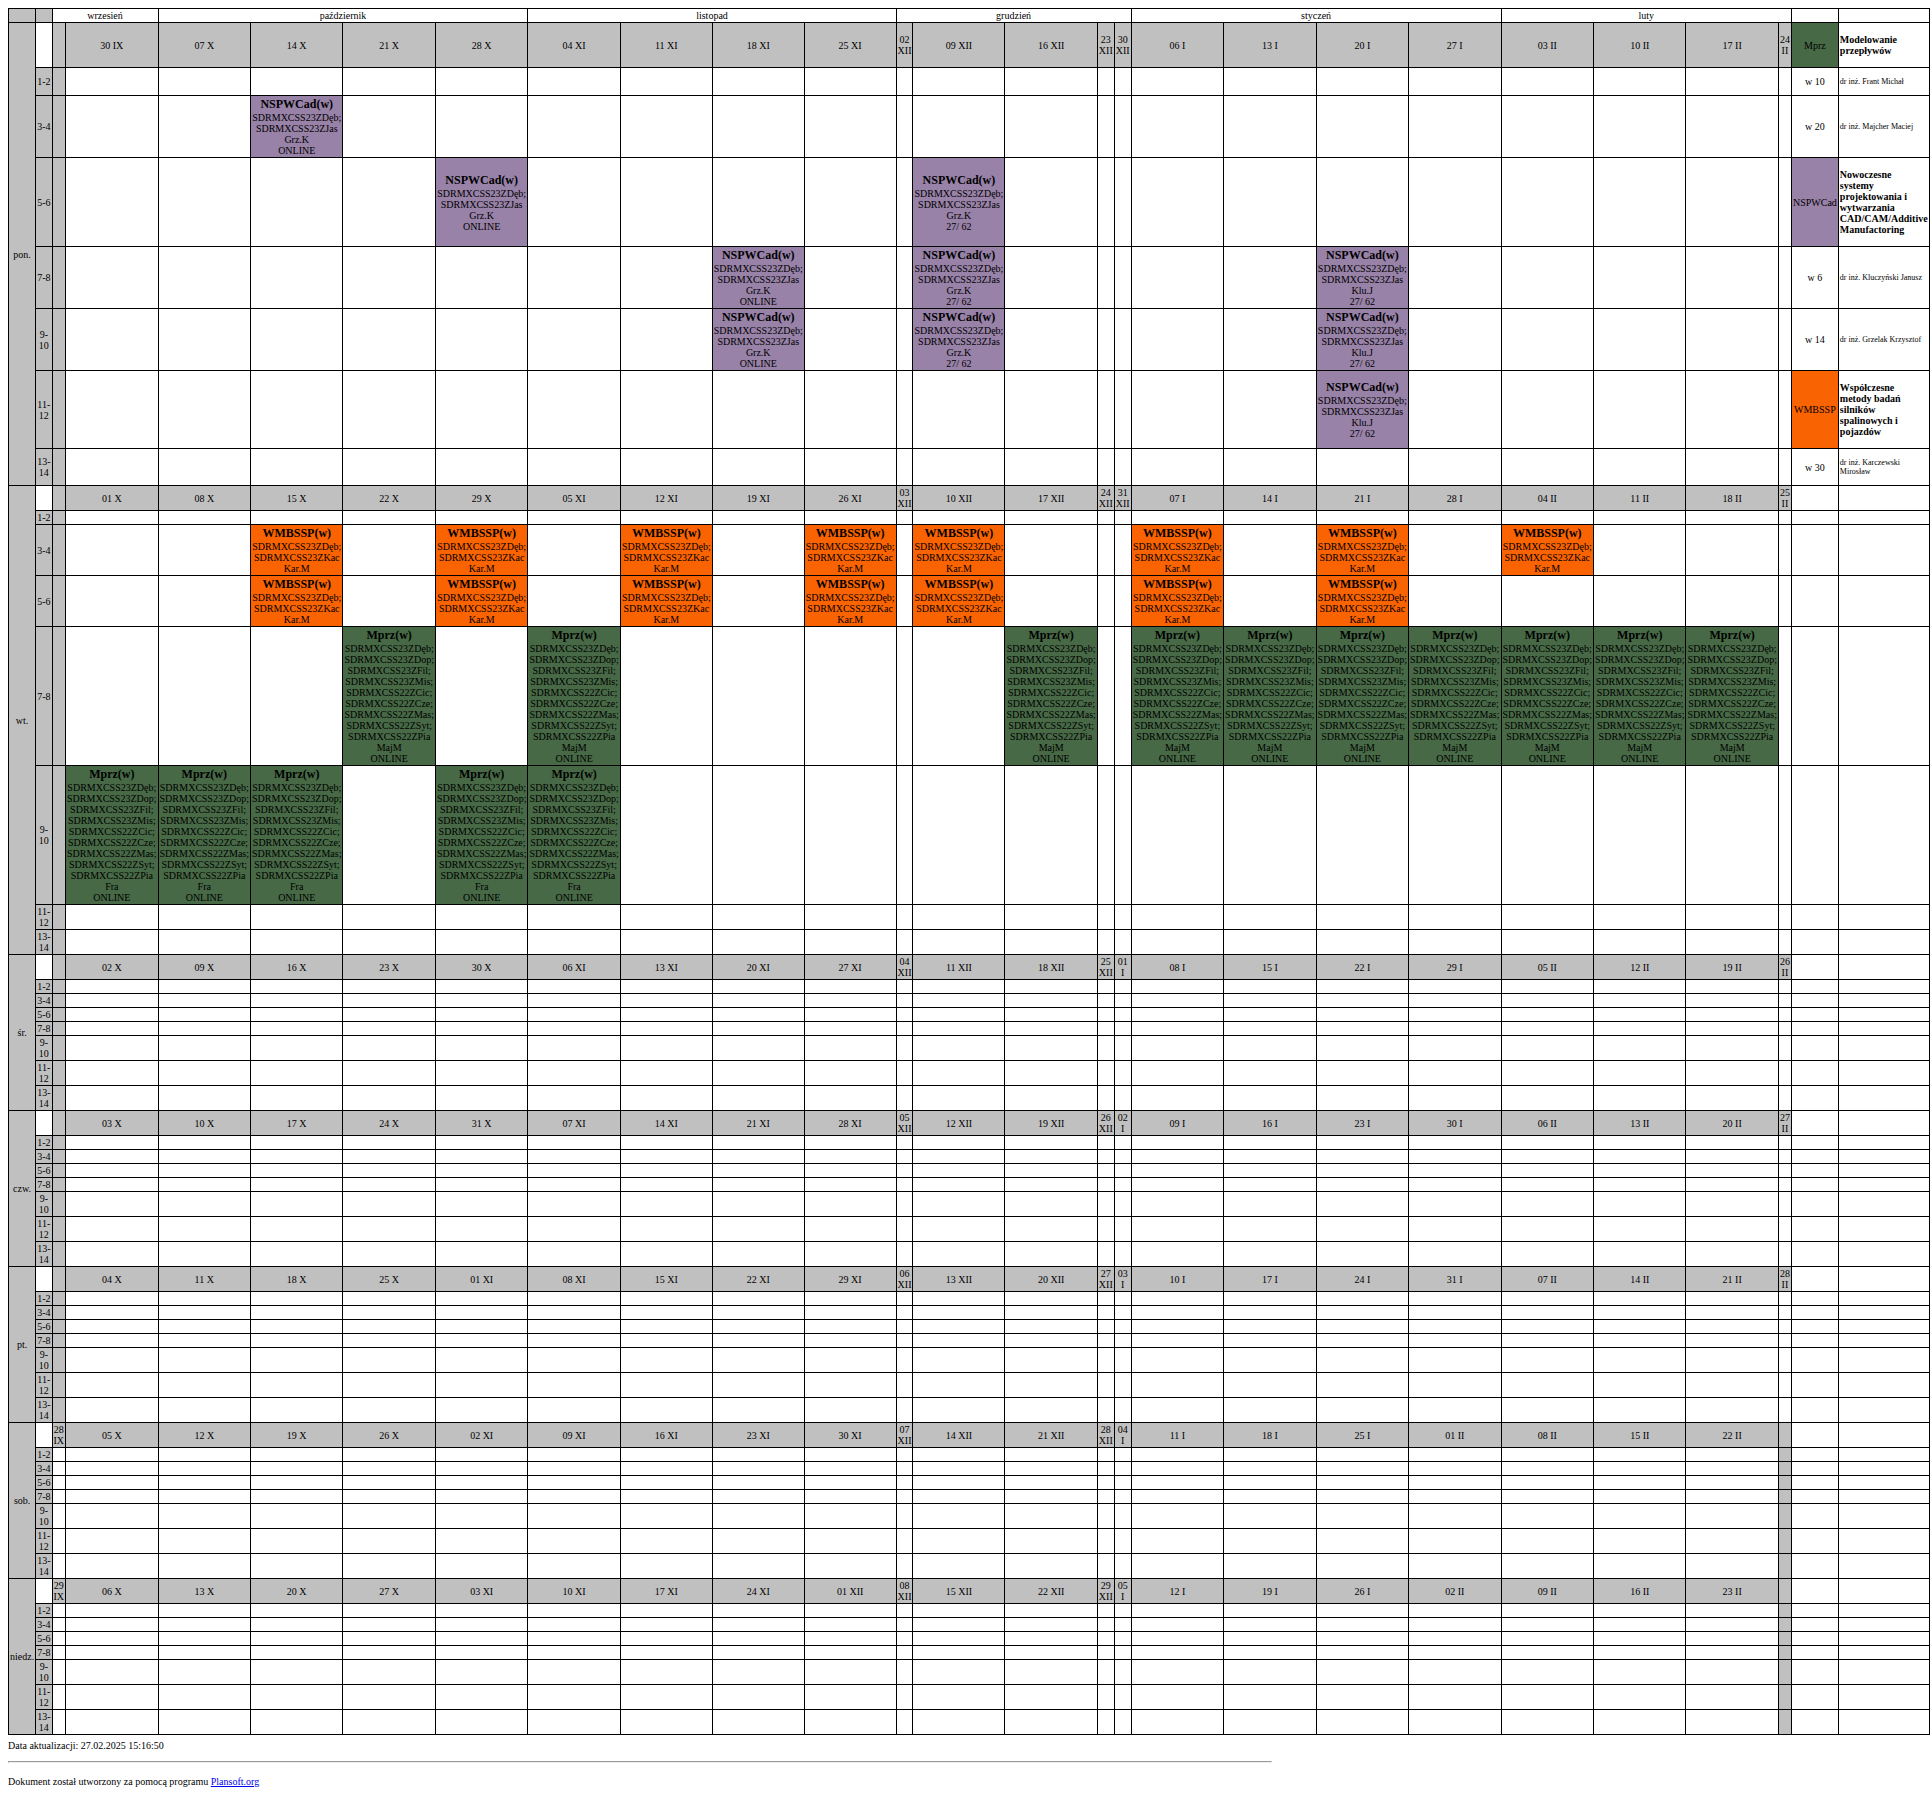 wrzesień październik listopad grudzień styczeń luty
pon. 30 IX 07 X 14 X 21 X 28 X 04 XI 11 XI 18 XI 25 XI 02 XII 09 XII 16 XII 23 XII 30 XII 06 I 13 I 20 I 27 I 03 II 10 II 17 II 24 II Mprz Modelowanie przepływów
1-2 w 10 dr inż. Frant Michał
3-4 NSPWCad(w) SDRMXCSS23ZDęb; SDRMXCSS23ZJas Grz.K ONLINE w 20 dr inż. Majcher Maciej
5-6 NSPWCad(w) SDRMXCSS23ZDęb; SDRMXCSS23ZJas Grz.K ONLINE NSPWCad(w) SDRMXCSS23ZDęb; SDRMXCSS23ZJas Grz.K 27/ 62 NSPWCad Nowoczesne systemy projektowania i wytwarzania CAD/CAM/Additive Manufactoring
7-8 NSPWCad(w) SDRMXCSS23ZDęb; SDRMXCSS23ZJas Grz.K ONLINE NSPWCad(w) SDRMXCSS23ZDęb; SDRMXCSS23ZJas Grz.K 27/ 62 NSPWCad(w) SDRMXCSS23ZDęb; SDRMXCSS23ZJas Klu.J 27/ 62 w 6 dr inż. Kluczyński Janusz
9-10 NSPWCad(w) SDRMXCSS23ZDęb; SDRMXCSS23ZJas Grz.K ONLINE NSPWCad(w) SDRMXCSS23ZDęb; SDRMXCSS23ZJas Grz.K 27/ 62 NSPWCad(w) SDRMXCSS23ZDęb; SDRMXCSS23ZJas Klu.J 27/ 62 w 14 dr inż. Grzelak Krzysztof
11-12 NSPWCad(w) SDRMXCSS23ZDęb; SDRMXCSS23ZJas Klu.J 27/ 62 WMBSSP Współczesne metody badań silników spalinowych i pojazdów
13-14 w 30 dr inż. Karczewski Mirosław
wt. 01 X 08 X 15 X 22 X 29 X 05 XI 12 XI 19 XI 26 XI 03 XII 10 XII 17 XII 24 XII 31 XII 07 I 14 I 21 I 28 I 04 II 11 II 18 II 25 II
1-2
3-4 WMBSSP(w) WMBSSP(w) WMBSSP(w) WMBSSP(w) WMBSSP(w) WMBSSP(w) WMBSSP(w) WMBSSP(w)
SDRMXCSS23ZDęb; SDRMXCSS23ZDęb; SDRMXCSS23ZDęb; SDRMXCSS23ZDęb; SDRMXCSS23ZDęb; SDRMXCSS23ZDęb; SDRMXCSS23ZDęb; SDRMXCSS23ZDęb;
SDRMXCSS23ZKac SDRMXCSS23ZKac SDRMXCSS23ZKac SDRMXCSS23ZKac SDRMXCSS23ZKac SDRMXCSS23ZKac SDRMXCSS23ZKac SDRMXCSS23ZKac
Kar.M Kar.M Kar.M Kar.M Kar.M Kar.M Kar.M Kar.M
5-6 WMBSSP(w) WMBSSP(w) WMBSSP(w) WMBSSP(w) WMBSSP(w) WMBSSP(w) WMBSSP(w)
SDRMXCSS23ZDęb; SDRMXCSS23ZDęb; SDRMXCSS23ZDęb; SDRMXCSS23ZDęb; SDRMXCSS23ZDęb; SDRMXCSS23ZDęb; SDRMXCSS23ZDęb;
SDRMXCSS23ZKac SDRMXCSS23ZKac SDRMXCSS23ZKac SDRMXCSS23ZKac SDRMXCSS23ZKac SDRMXCSS23ZKac SDRMXCSS23ZKac
Kar.M Kar.M Kar.M Kar.M Kar.M Kar.M Kar.M
7-8 Mprz(w) Mprz(w) Mprz(w) Mprz(w) Mprz(w) Mprz(w) Mprz(w) Mprz(w) Mprz(w) Mprz(w)
SDRMXCSS23ZDęb; SDRMXCSS23ZDęb; SDRMXCSS23ZDęb; SDRMXCSS23ZDęb; SDRMXCSS23ZDęb; SDRMXCSS23ZDęb; SDRMXCSS23ZDęb; SDRMXCSS23ZDęb; SDRMXCSS23ZDęb; SDRMXCSS23ZDęb;
SDRMXCSS23ZDop; SDRMXCSS23ZDop; SDRMXCSS23ZDop; SDRMXCSS23ZDop; SDRMXCSS23ZDop; SDRMXCSS23ZDop; SDRMXCSS23ZDop; SDRMXCSS23ZDop; SDRMXCSS23ZDop; SDRMXCSS23ZDop;
SDRMXCSS23ZFil; SDRMXCSS23ZFil; SDRMXCSS23ZFil; SDRMXCSS23ZFil; SDRMXCSS23ZFil; SDRMXCSS23ZFil; SDRMXCSS23ZFil; SDRMXCSS23ZFil; SDRMXCSS23ZFil; SDRMXCSS23ZFil;
SDRMXCSS23ZMis; SDRMXCSS23ZMis; SDRMXCSS23ZMis; SDRMXCSS23ZMis; SDRMXCSS23ZMis; SDRMXCSS23ZMis; SDRMXCSS23ZMis; SDRMXCSS23ZMis; SDRMXCSS23ZMis; SDRMXCSS23ZMis;
SDRMXCSS22ZCic; SDRMXCSS22ZCic; SDRMXCSS22ZCic; SDRMXCSS22ZCic; SDRMXCSS22ZCic; SDRMXCSS22ZCic; SDRMXCSS22ZCic; SDRMXCSS22ZCic; SDRMXCSS22ZCic; SDRMXCSS22ZCic;
SDRMXCSS22ZCze; SDRMXCSS22ZCze; SDRMXCSS22ZCze; SDRMXCSS22ZCze; SDRMXCSS22ZCze; SDRMXCSS22ZCze; SDRMXCSS22ZCze; SDRMXCSS22ZCze; SDRMXCSS22ZCze; SDRMXCSS22ZCze;
SDRMXCSS22ZMas; SDRMXCSS22ZMas; SDRMXCSS22ZMas; SDRMXCSS22ZMas; SDRMXCSS22ZMas; SDRMXCSS22ZMas; SDRMXCSS22ZMas; SDRMXCSS22ZMas; SDRMXCSS22ZMas; SDRMXCSS22ZMas;
SDRMXCSS22ZSyt; SDRMXCSS22ZSyt; SDRMXCSS22ZSyt; SDRMXCSS22ZSyt; SDRMXCSS22ZSyt; SDRMXCSS22ZSyt; SDRMXCSS22ZSyt; SDRMXCSS22ZSyt; SDRMXCSS22ZSyt; SDRMXCSS22ZSyt;
SDRMXCSS22ZPia SDRMXCSS22ZPia SDRMXCSS22ZPia SDRMXCSS22ZPia SDRMXCSS22ZPia SDRMXCSS22ZPia SDRMXCSS22ZPia SDRMXCSS22ZPia SDRMXCSS22ZPia SDRMXCSS22ZPia
MajM MajM MajM MajM MajM MajM MajM MajM MajM MajM
ONLINE ONLINE ONLINE ONLINE ONLINE ONLINE ONLINE ONLINE ONLINE ONLINE
9-10 Mprz(w) Mprz(w) Mprz(w) Mprz(w) Mprz(w)
SDRMXCSS23ZDęb; SDRMXCSS23ZDęb; SDRMXCSS23ZDęb; SDRMXCSS23ZDęb; SDRMXCSS23ZDęb;
SDRMXCSS23ZDop; SDRMXCSS23ZDop; SDRMXCSS23ZDop; SDRMXCSS23ZDop; SDRMXCSS23ZDop;
SDRMXCSS23ZFil; SDRMXCSS23ZFil; SDRMXCSS23ZFil; SDRMXCSS23ZFil; SDRMXCSS23ZFil;
SDRMXCSS23ZMis; SDRMXCSS23ZMis; SDRMXCSS23ZMis; SDRMXCSS23ZMis; SDRMXCSS23ZMis;
SDRMXCSS22ZCic; SDRMXCSS22ZCic; SDRMXCSS22ZCic; SDRMXCSS22ZCic; SDRMXCSS22ZCic;
SDRMXCSS22ZCze; SDRMXCSS22ZCze; SDRMXCSS22ZCze; SDRMXCSS22ZCze; SDRMXCSS22ZCze;
SDRMXCSS22ZMas; SDRMXCSS22ZMas; SDRMXCSS22ZMas; SDRMXCSS22ZMas; SDRMXCSS22ZMas;
SDRMXCSS22ZSyt; SDRMXCSS22ZSyt; SDRMXCSS22ZSyt; SDRMXCSS22ZSyt; SDRMXCSS22ZSyt;
SDRMXCSS22ZPia SDRMXCSS22ZPia SDRMXCSS22ZPia SDRMXCSS22ZPia SDRMXCSS22ZPia
Fra Fra Fra Fra Fra
ONLINE ONLINE ONLINE ONLINE ONLINE
11-12
13-14
śr. 02 X 09 X 16 X 23 X 30 X 06 XI 13 XI 20 XI 27 XI 04 XII 11 XII 18 XII 25 XII 01 I 08 I 15 I 22 I 29 I 05 II 12 II 19 II 26 II
1-2
3-4
5-6
7-8
9-10
11-12
13-14
czw. 03 X 10 X 17 X 24 X 31 X 07 XI 14 XI 21 XI 28 XI 05 XII 12 XII 19 XII 26 XII 02 I 09 I 16 I 23 I 30 I 06 II 13 II 20 II 27 II
1-2
3-4
5-6
7-8
9-10
11-12
13-14
pt. 04 X 11 X 18 X 25 X 01 XI 08 XI 15 XI 22 XI 29 XI 06 XII 13 XII 20 XII 27 XII 03 I 10 I 17 I 24 I 31 I 07 II 14 II 21 II 28 II
1-2
3-4
5-6
7-8
9-10
11-12
13-14
sob. 28 IX 05 X 12 X 19 X 26 X 02 XI 09 XI 16 XI 23 XI 30 XI 07 XII 14 XII 21 XII 28 XII 04 I 11 I 18 I 25 I 01 II 08 II 15 II 22 II
1-2
3-4
5-6
7-8
9-10
11-12
13-14
niedz 29 IX 06 X 13 X 20 X 27 X 03 XI 10 XI 17 XI 24 XI 01 XII 08 XII 15 XII 22 XII 29 XII 05 I 12 I 19 I 26 I 02 II 09 II 16 II 23 II
1-2
3-4
5-6
7-8
9-10
11-12
13-14
Data aktualizacji: 27.02.2025 15:16:50
Dokument został utworzony za pomocą programu Plansoft.org